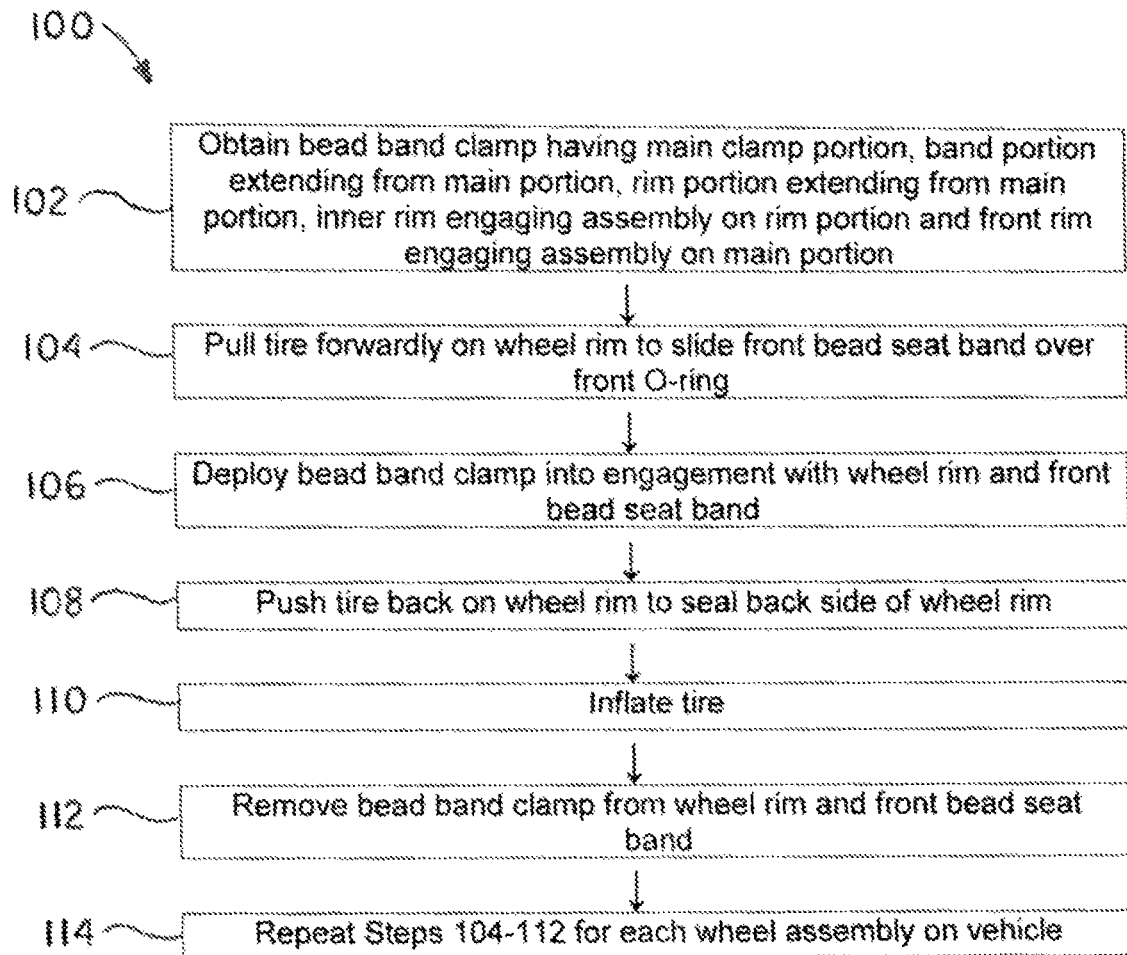 100
102
Obtain bead band clamp having main clamp portion, band portion
extending from main portion, rim portion extending from main
portion, inner rim engaging assembly on rim portion and front rim
engaging assembly on main portion
104
Pull tire forwardly on wheel rim to slide front bead seat band over
front O-ring
106
Deploy bead band clamp into engagement with wheel rim and front
bead seat band
108
Push tire back on wheel rim to seal back side of wheel rim
110
Inflate tire
112
Remove bead band clamp from wheel rim and front bead seat
band
114
Repeat Steps 104-112 for each wheel assembly on vehicle